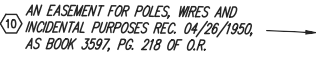 AN EASEMENT FOR POLES, WIRES AND
10 INCIDENTAL PURPOSES REC. 04/26/1950,
AS BOOK 3597, PG. 218 OF O.R.